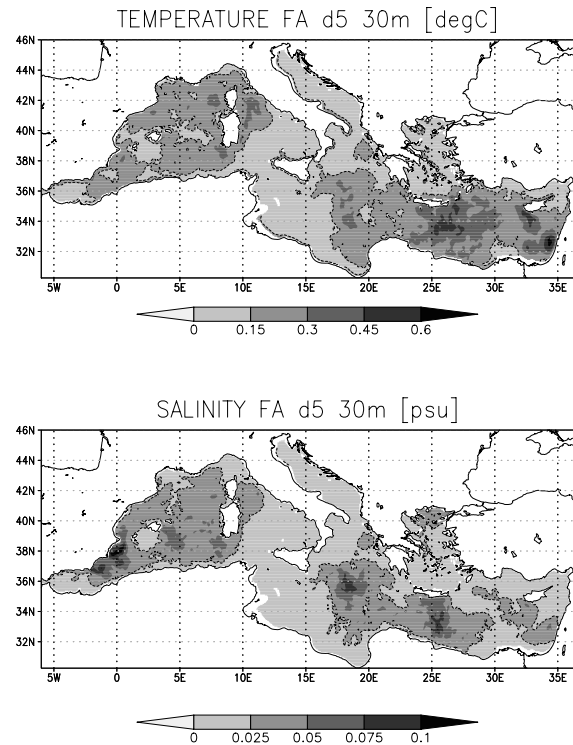 TEMPERATURE FA d5 30m [degC]
46N
44N
42N
40N
38N
36N
34N
32N
5W 0 5E 10E 15E 20E 25E 30E 35E
0 0.15 0.3 0.45 0.6
SALINITY FA d5 30m [psu]
46N
44N
42N
40N
38N
36N
34N
32N
5W 0 5E 10E 15E 20E 25E 30E 35E
0 0.025 0.05 0.075 0.1